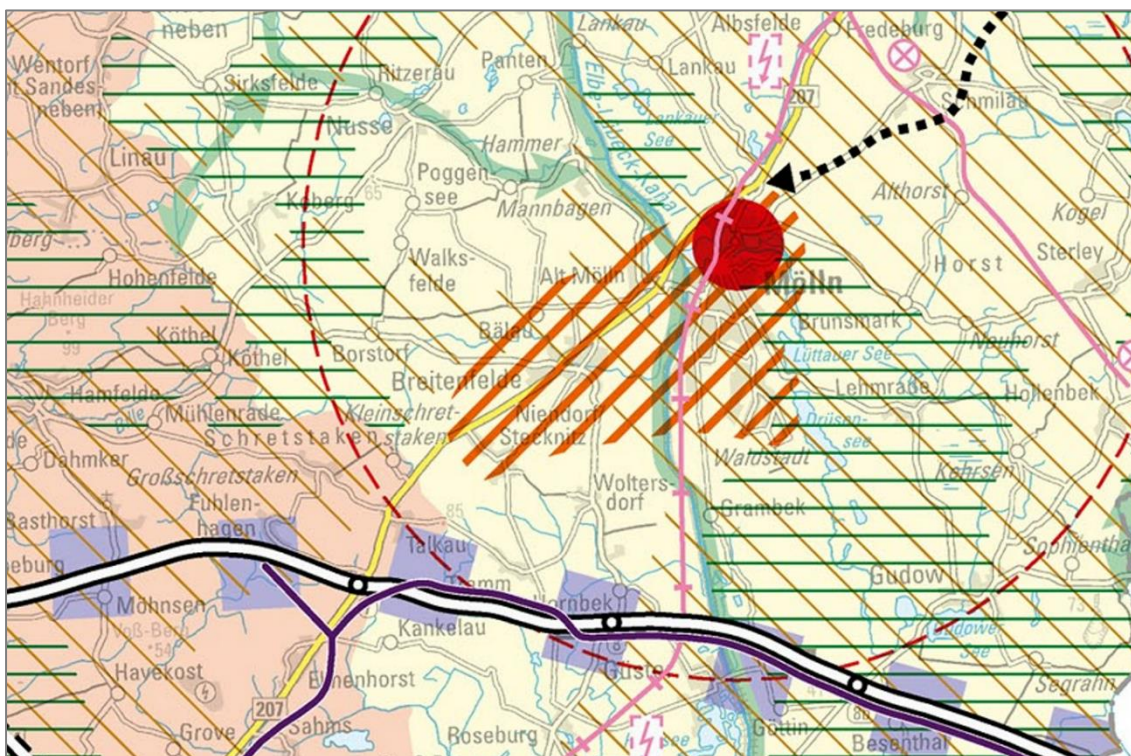 neben
Lankau
Albsfelde
Fredeburg
Wentorf/
Sandes-
neben
Sirksfelde
Ritzerau
Panten
Lankau
207
Schmilau
Nusse
Elbe-Lübeck-Kanal
Lankauer
See
Linau
Hammer
Poggen-
see
65
Koberg
Mannhagen
Althorst
Kogel
Sterley
Walks-
felde
Alt Mölln
Mölln
Horst
Hohenfelde
Hahnheider
Berg
99
Köthel
Köthel
Bälau
Borstorf
Brunsmark
Neuhorst
Lüttauer See
Breitenfelde
Lehmrade
Hollenbek
Hamfelde
Mühlenrade
Kleinschret-
staken
Niendorf/
Stecknitz
Drüsen-
see
Schretstaken
Dahmker
Großschretstaken
Waldstadt
Kehrsen
Fuhlen-
hagen
Wolters-
dorf
85
Grambek
Basthorst
Talkau
Sophientha
Gudow
Hornbek
Möhnsen
73
Voß-Berg
54
Kankelau
Gudower
See
Havekost
Elmenhorst
Güster
Segrahn
207
Grove
Sahms
Roseburg
Göttin
Besenthal